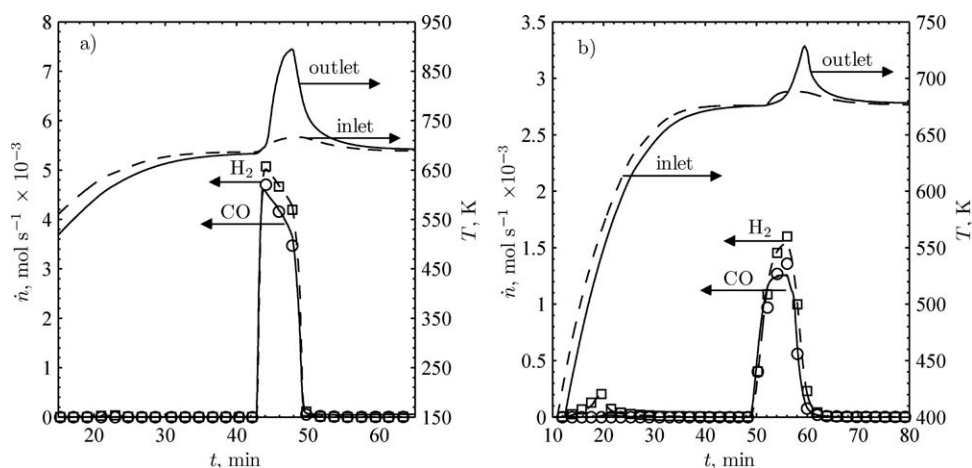 a)
8
7
6
5
4
3
2
1
0
950
850
750
650
550
450
350
250
150
20
30
40
50
60
ṅ, mol s⁻¹ × 10⁻³
T, K
t, min
outlet
inlet
H₂
CO
b)
3.5
3
2.5
2
1.5
1
0.5
0
750
700
650
600
550
500
450
400
10
20
30
40
50
60
70
80
ṅ, mol s⁻¹ ×10⁻³
T, K
t, min
outlet
inlet
H₂
CO